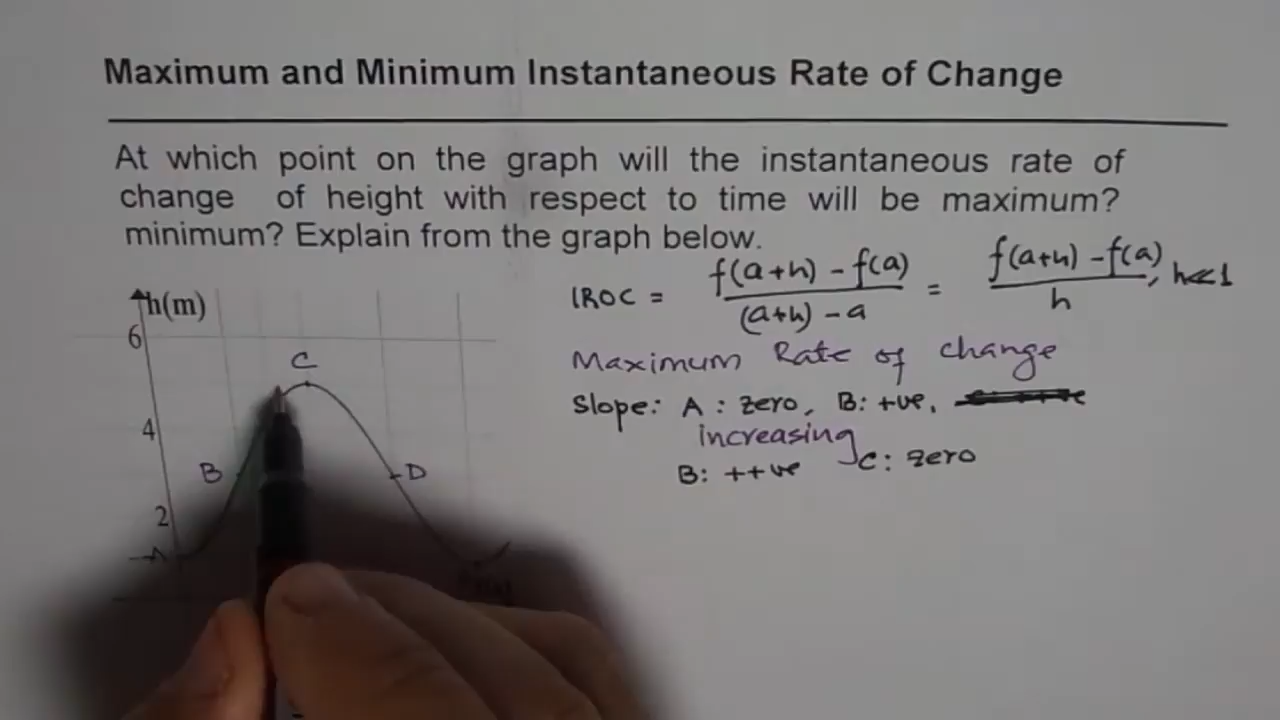 Maximum and Minimum Instantaneous Rate of Change
At which point on the graph will the instantaneous rate of
change of height with respect to time will be maximum?
minimum? Explain from the graph below.
IROC = f(a+h) - f(a) / (a+h) - a = f(a+h) - f(a) / h , h<<1
Maximum Rate of change
Slope: A : zero, B: +ve,
increasing
B: ++ve C: zero
h(m)
6
C
4
B
D
2
A